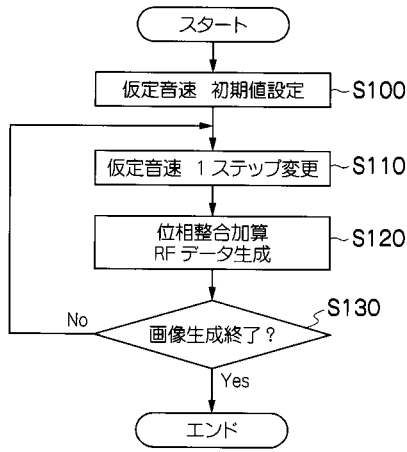 スタート
仮定音速 初期値設定
S100
仮定音速 1ステップ変更
S110
位相整合加算
RFデータ生成
S120
画像生成終了?
S130
No
Yes
エンド